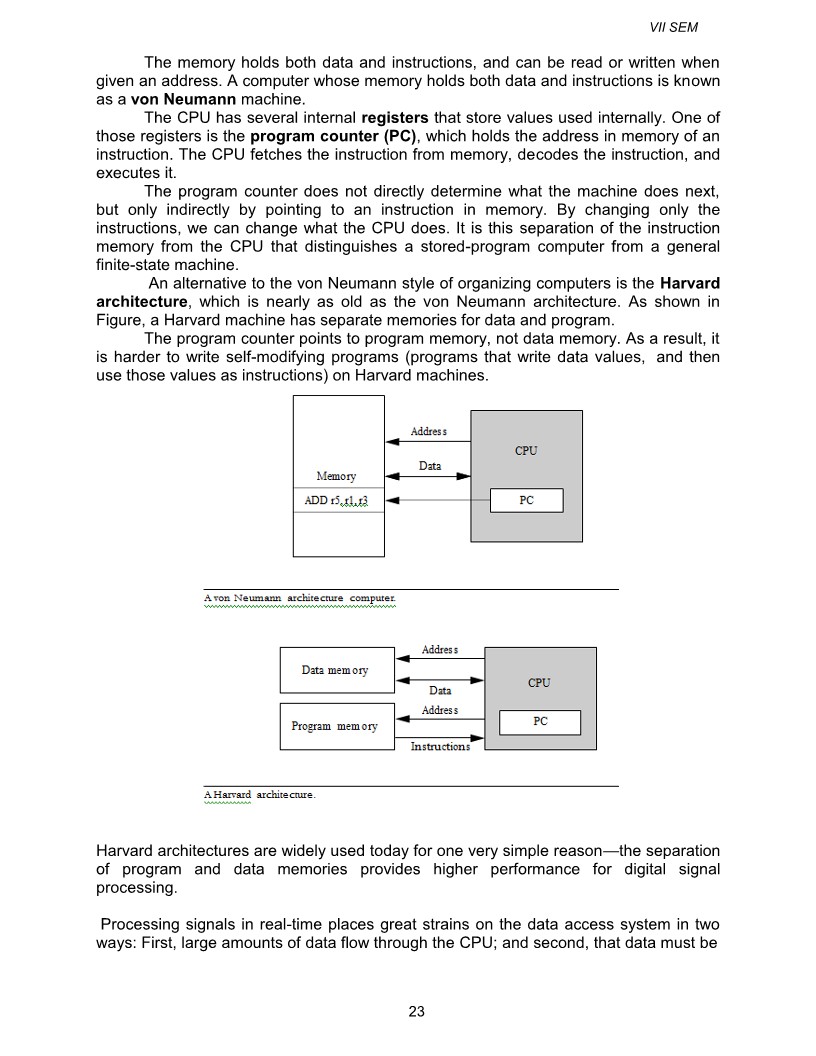 VII SEM
The memory holds both data and instructions, and can be read or written when
given an address. A computer whose memory holds both data and instructions is known
as a von Neumann machine.
The CPU has several internal registers that store values used internally. One of
those registers is the program counter (PC), which holds the address in memory of an
instruction. The CPU fetches the instruction from memory, decodes the instruction, and
executes it.
The program counter does not directly determine what the machine does next,
but only indirectly by pointing to an instruction in memory. By changing only the
instructions, we can change what the CPU does. It is this separation of the instruction
memory from the CPU that distinguishes a stored-program computer from a general
finite-state machine.
An alternative to the von Neumann style of organizing computers is the Harvard
architecture, which is nearly as old as the von Neumann architecture. As shown in
Figure, a Harvard machine has separate memories for data and program.
The program counter points to program memory, not data memory. As a result, it
is harder to write self-modifying programs (programs that write data values, and then
use those values as instructions) on Harvard machines.
Address
CPU
Data
Memory
ADD r5,r1,r3
PC
A von Neumann architecture computer.
Address
Data memory
CPU
Data
Address
PC
Program memory
Instructions
A Harvard architecture.
Harvard architectures are widely used today for one very simple reason—the separation
of program and data memories provides higher performance for digital signal
processing.
Processing signals in real-time places great strains on the data access system in two
ways: First, large amounts of data flow through the CPU; and second, that data must be
23